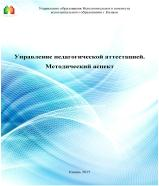 Управление образования Исполнительного комитета
муниципального образования г. Казани
Управление педагогической аттестацией.
Методический аспект
Казань 2017